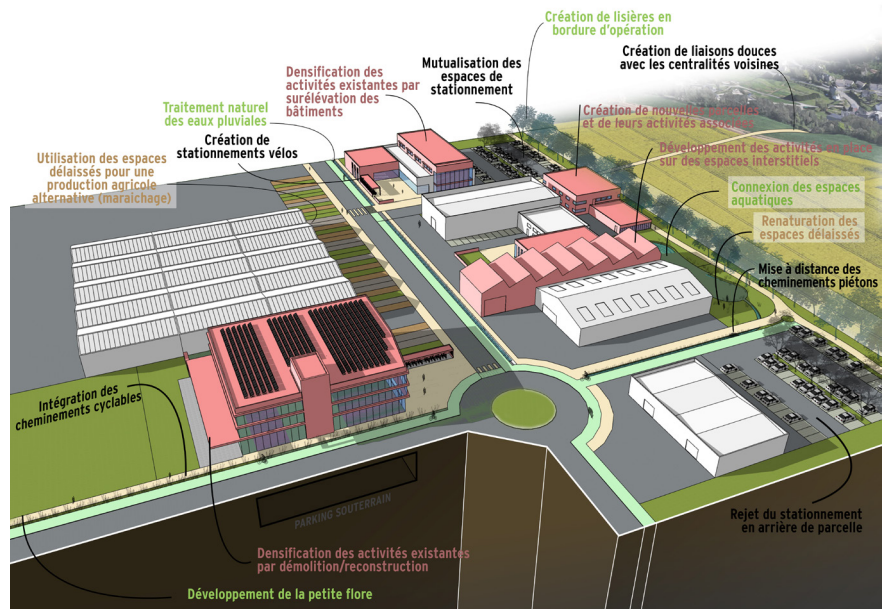 Création de lisières en
bordure d'opération
Mutualisation des
espaces de
stationnement
Création de liaisons douces
avec les centralités voisines
Densification des
activités existantes par
surélévation des
bâtiments
Traitement naturel
des eaux pluviales
Création de
stationnements vélos
Création de nouvelles parcelles
et de leurs activités associées
Développement des activités en place
sur des espaces interstitiels
Utilisation des espaces
délaissés pour une
production agricole
alternative (maraichage)
Connexion des espaces
aquatiques
Renaturation des
espaces délaissés
Mise à distance des
cheminements piétons
Intégration des
cheminements cyclables
PARKING SOUTERRAIN
Rejet du stationnement
en arrière de parcelle
Densification des activités existantes
par démolition/reconstruction
Développement de la petite flore